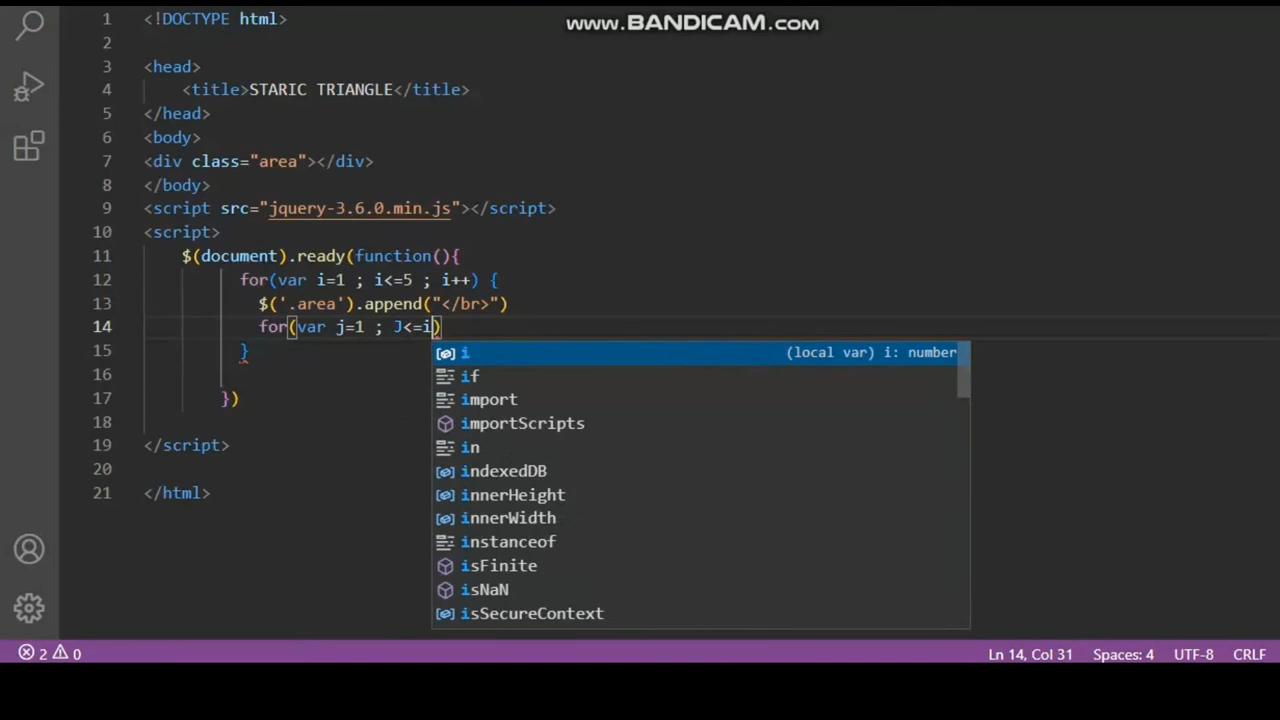 www.BANDICAM.com
1 <!DOCTYPE html>
2
3 <head>
4 <title>STARIC TRIANGLE</title>
5 </head>
6 <body>
7 <div class="area"></div>
8 </body>
9 <script src="jquery-3.6.0.min.js"></script>
10 <script>
11 $(document).ready(function(){
12 for(var i=1 ; i<=5 ; i++) {
13 $('.area').append("</br>")
14 for(var j=1 ; J<=i)
15 }
16
17 })
18
19 </script>
20
21 </html>
i (local var) i: number
if
import
importScripts
in
indexedDB
innerHeight
innerWidth
instanceof
isFinite
isNaN
isSecureContext
2 0 Ln 14, Col 31 Spaces: 4 UTF-8 CRLF